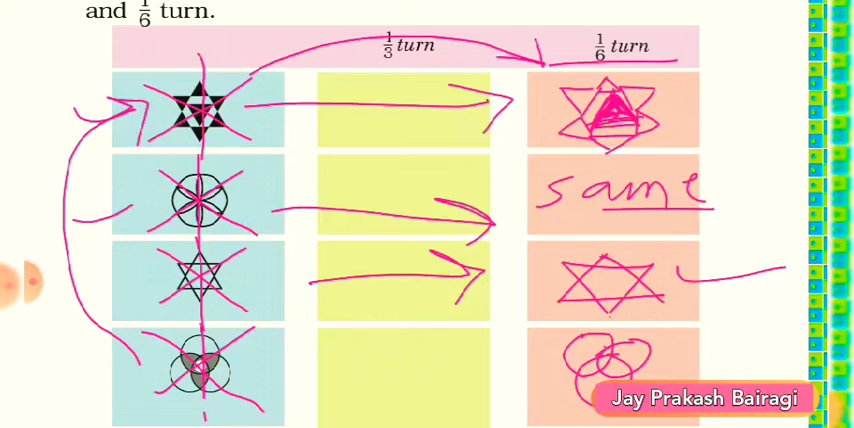 and 1/6 turn.
1/3 turn 1/6 turn
same
Jay Prakash Bairagi